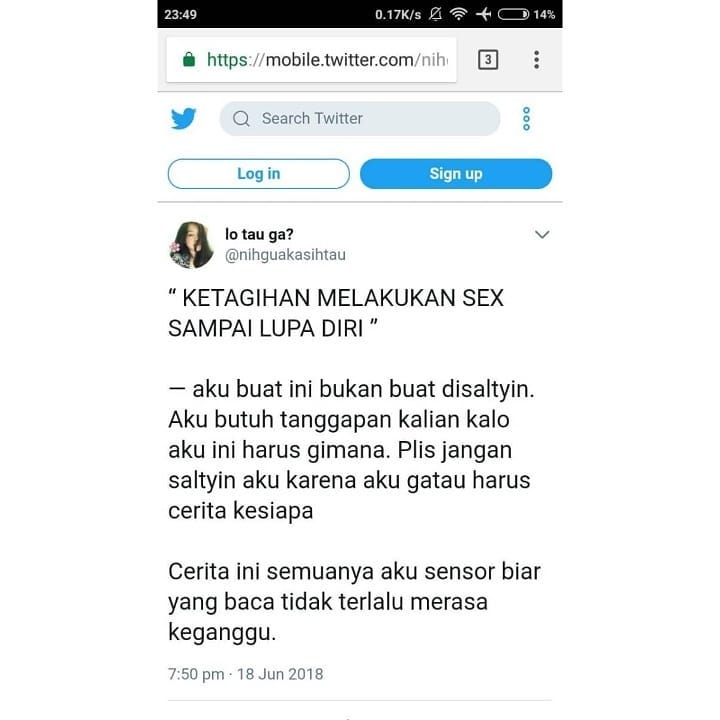 23:49
0.17K/s 14%
https://mobile.twitter.com/nih
3
Search Twitter
Log in
Sign up
lo tau ga?
@nihguakasihtau
“ KETAGIHAN MELAKUKAN SEX
SAMPAI LUPA DIRI ”
— aku buat ini bukan buat disaltyin.
Aku butuh tanggapan kalian kalo
aku ini harus gimana. Plis jangan
saltyin aku karena aku gatau harus
cerita kesiapa
Cerita ini semuanya aku sensor biar
yang baca tidak terlalu merasa
keganggu.
7:50 pm · 18 Jun 2018